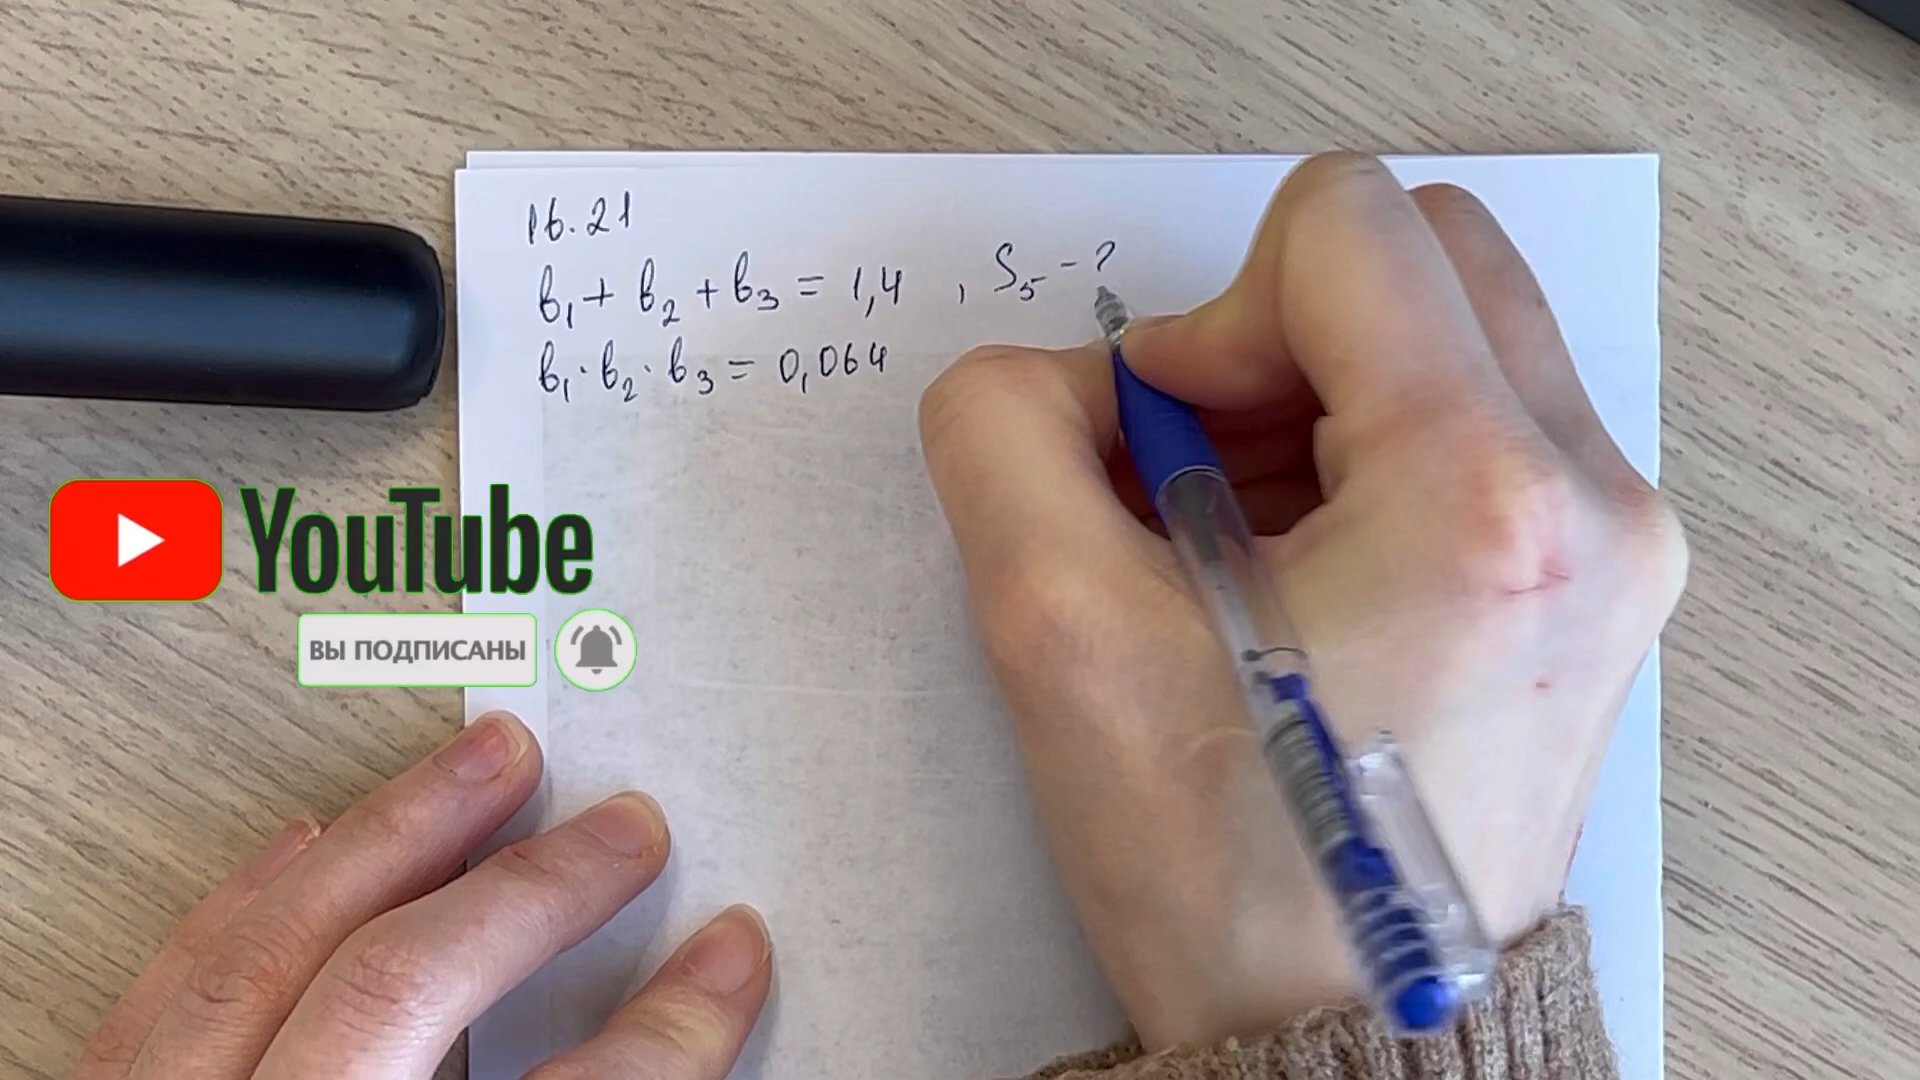 16.21
b₁ + b₂ + b₃ = 1,4 , S₅ - ?
b₁ · b₂ · b₃ = 0,064
YouTube
ВЫ ПОДПИСАНЫ